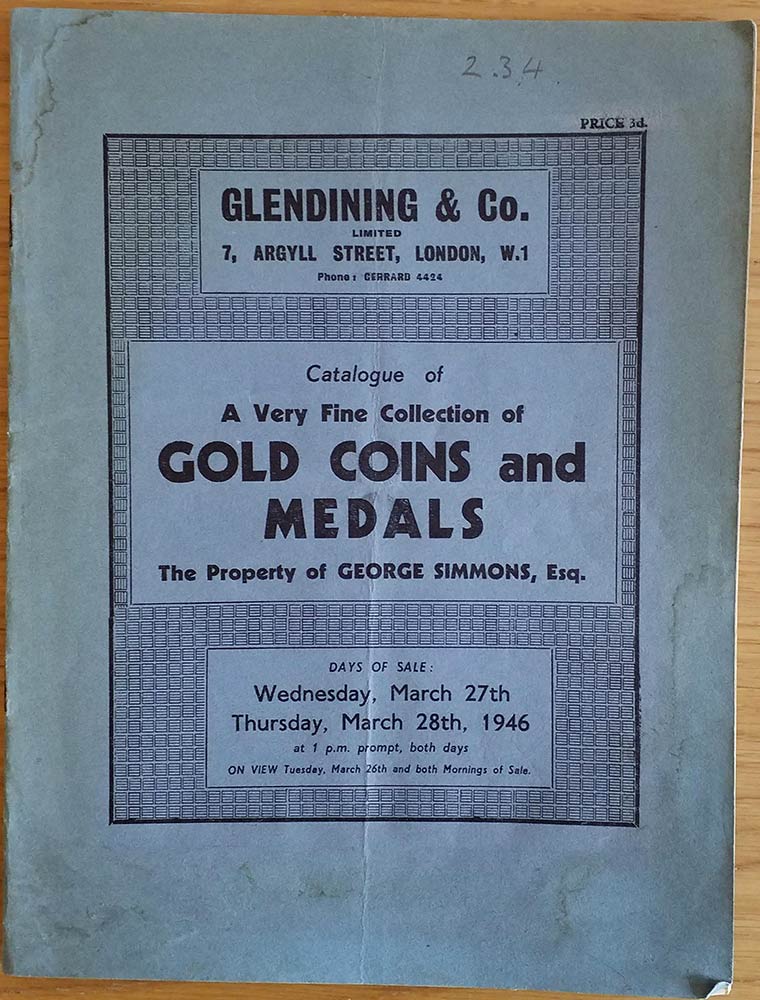 2.34
PRICE 3d.
GLENDINING & Co.
LIMITED
7, ARGYLL STREET, LONDON, W.1
Phone: GERRARD 4424
Catalogue of
A Very Fine Collection of
GOLD COINS and
MEDALS
The Property of GEORGE SIMMONS, Esq.
DAYS OF SALE:
Wednesday, March 27th
Thursday, March 28th, 1946
at 1 p.m. prompt, both days
ON VIEW Tuesday, March 26th and both Mornings of Sale.